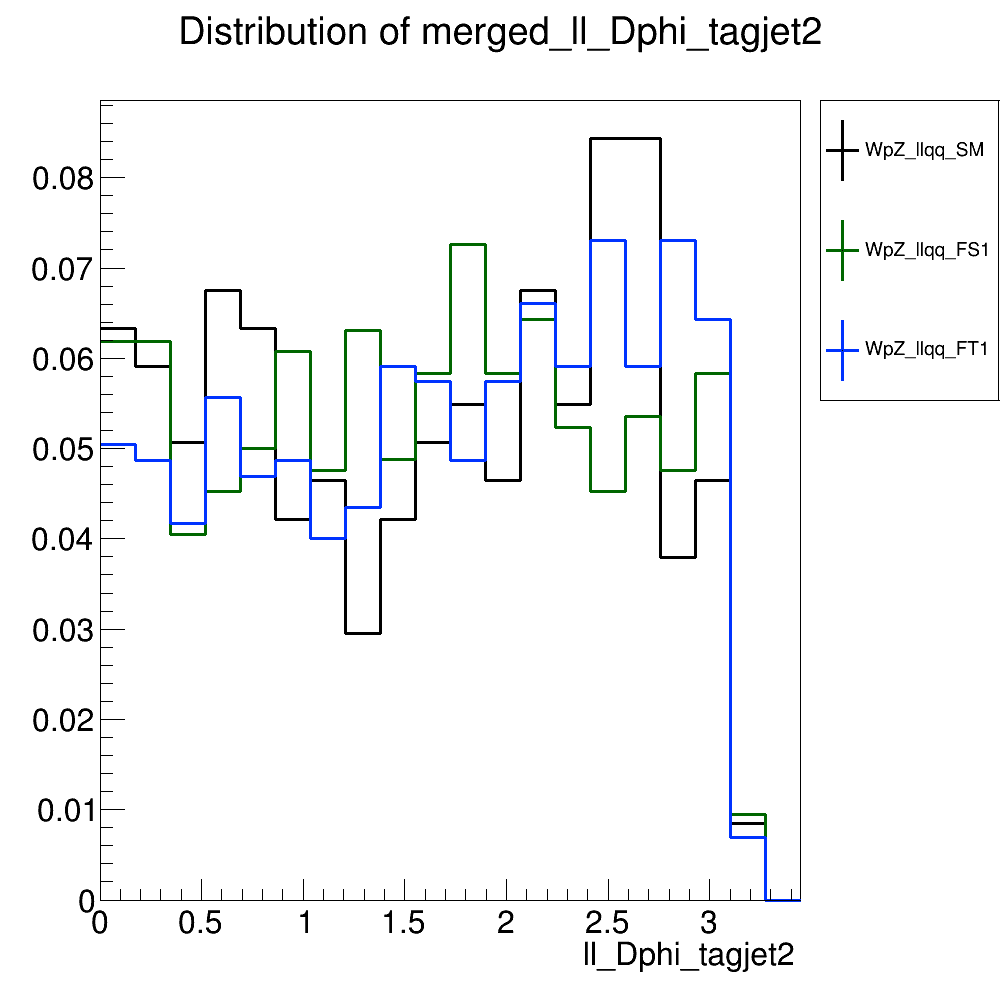 Distribution of merged_ll_Dphi_tagjet2
WpZ_llqq_SM
WpZ_llqq_FS1
WpZ_llqq_FT1
0.08
0.07
0.06
0.05
0.04
0.03
0.02
0.01
0
0 0.5 1 1.5 2 2.5 3
ll_Dphi_tagjet2